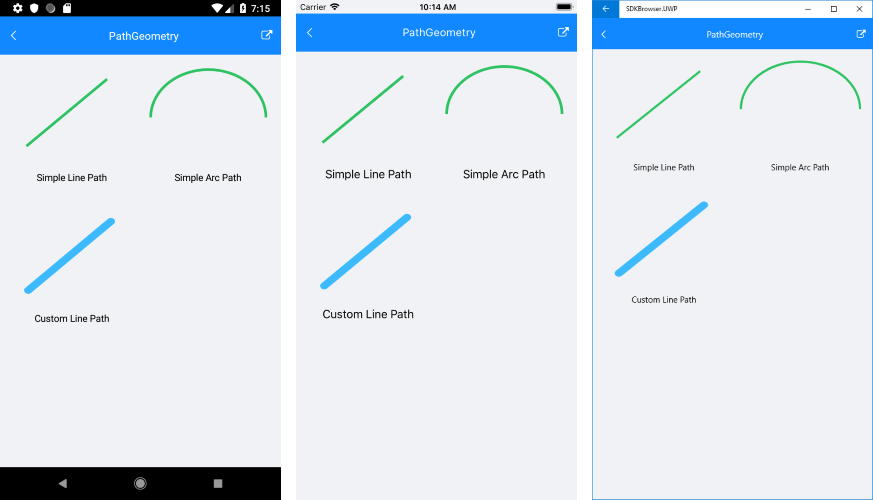 7:15
PathGeometry
Simple Line Path
Simple Arc Path
Custom Line Path
Carrier
10:14 AM
PathGeometry
Simple Line Path
Simple Arc Path
Custom Line Path
SDKBrowser.UWP
PathGeometry
Simple Line Path
Simple Arc Path
Custom Line Path